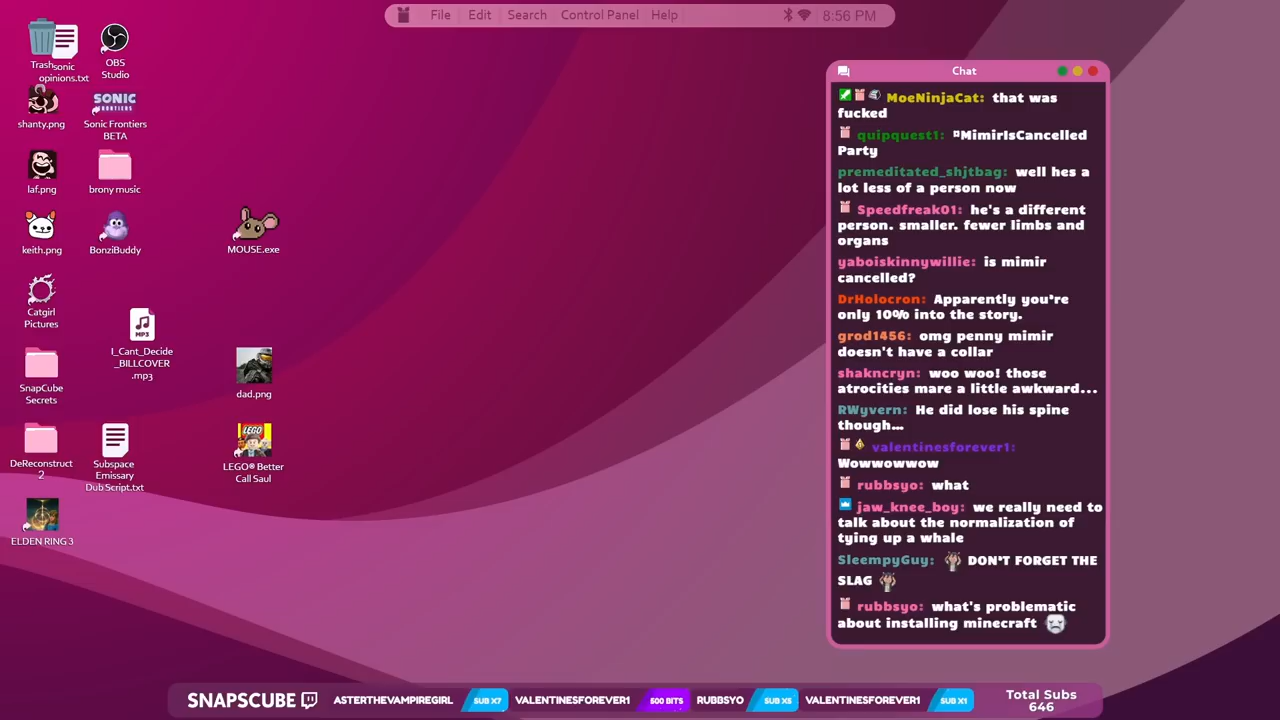 File Edit Search Control Panel Help
8:56 PM
Trash
sonic
opinions.txt
OBS
Studio
shanty.png
SONIC
FRONTIERS
Sonic Frontiers
BETA
laf.png
brony music
keith.png
BonziBuddy
MOUSE.exe
Catgirl
Pictures
MP3
I_Cant_Decide
_BILLCOVER
.mp3
SnapCube
Secrets
dad.png
DeReconstruct
2
Subspace
Emissary
Dub Script.txt
LEGO
LEGO® Better
Call Saul
ELDEN RING 3
Chat
MoeNinjaCat: that was
fucked
quipquest1: ¤MimirIsCancelled
Party
premeditated_shjtbag: well hes a
lot less of a person now
Speedfreak01: he's a different
person. smaller. fewer limbs and
organs
yaboiskinnywillie: is mimir
cancelled?
DrHolocron: Apparently you're
only 10% into the story.
grod1456: omg penny mimir
doesn't have a collar
shakncryn: woo woo! those
atrocities mare a little awkward...
RWyvern: He did lose his spine
though...
valentinesforever1:
Wowwowwow
rubbsyo: what
jaw_knee_boy: we really need to
talk about the normalization of
tying up a whale
SleempyGuy: DON'T FORGET THE
SLAG
rubbsyo: what's problematic
about installing minecraft
SNAPSCUBE ASTERTHEVAMPIREGIRL SUB X7 VALENTINESFOREVER1 500 BITS RUBBSYO SUB X5 VALENTINESFOREVER1 SUB X1
Total Subs
646